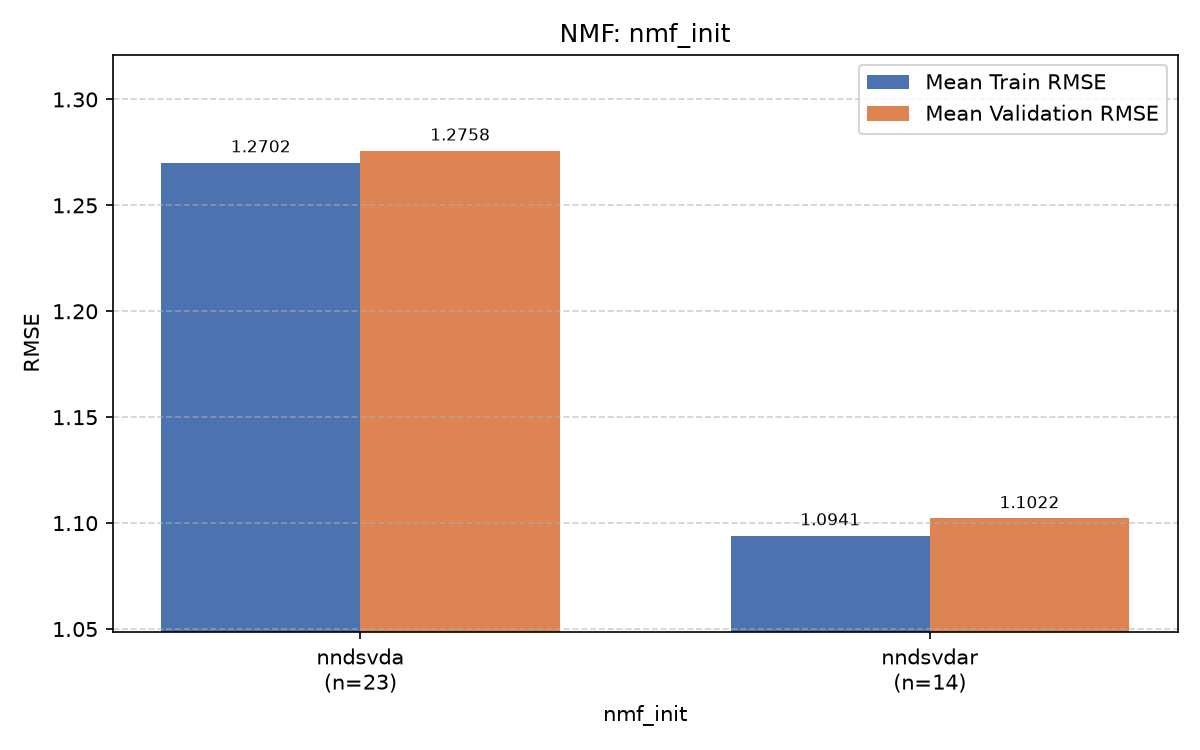 NMF: nmf_init
Mean Train RMSE
Mean Validation RMSE
RMSE
1.30
1.25
1.20
1.15
1.10
1.05
1.2702
1.2758
1.0941
1.1022
nndsvda
(n=23)
nndsvdar
(n=14)
nmf_init